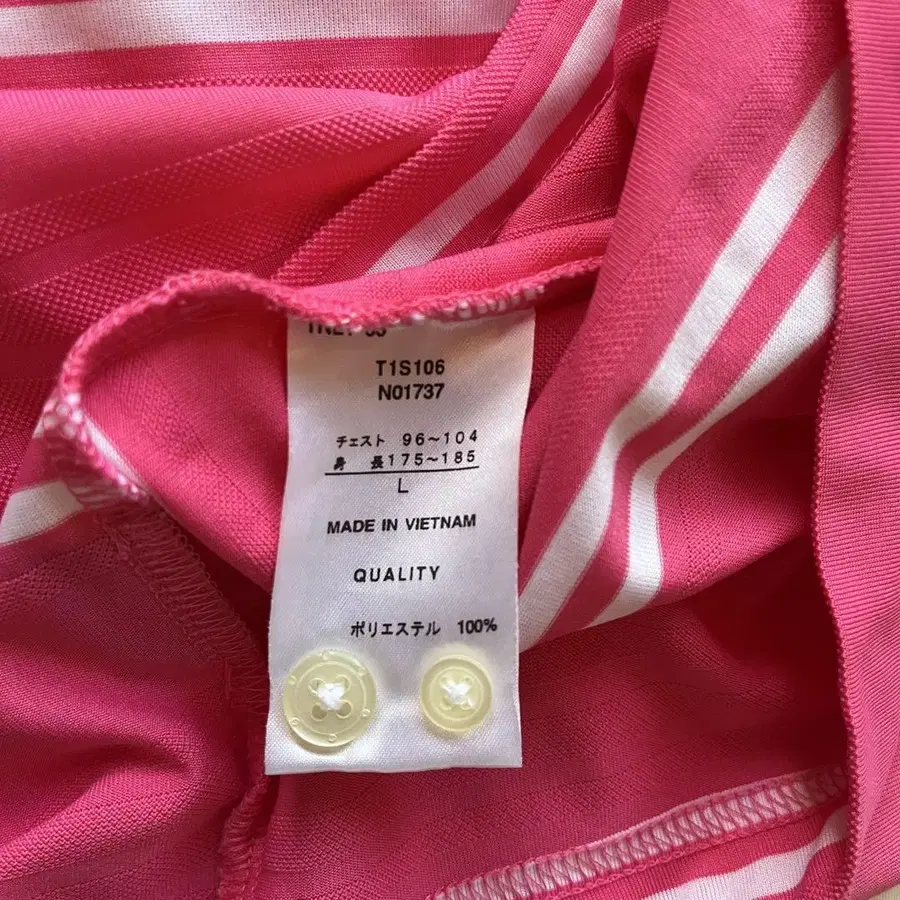 T1S106
N01737
チェスト 96~104
身 長175~185
L
MADE IN VIETNAM
QUALITY
ポリエステル 100%